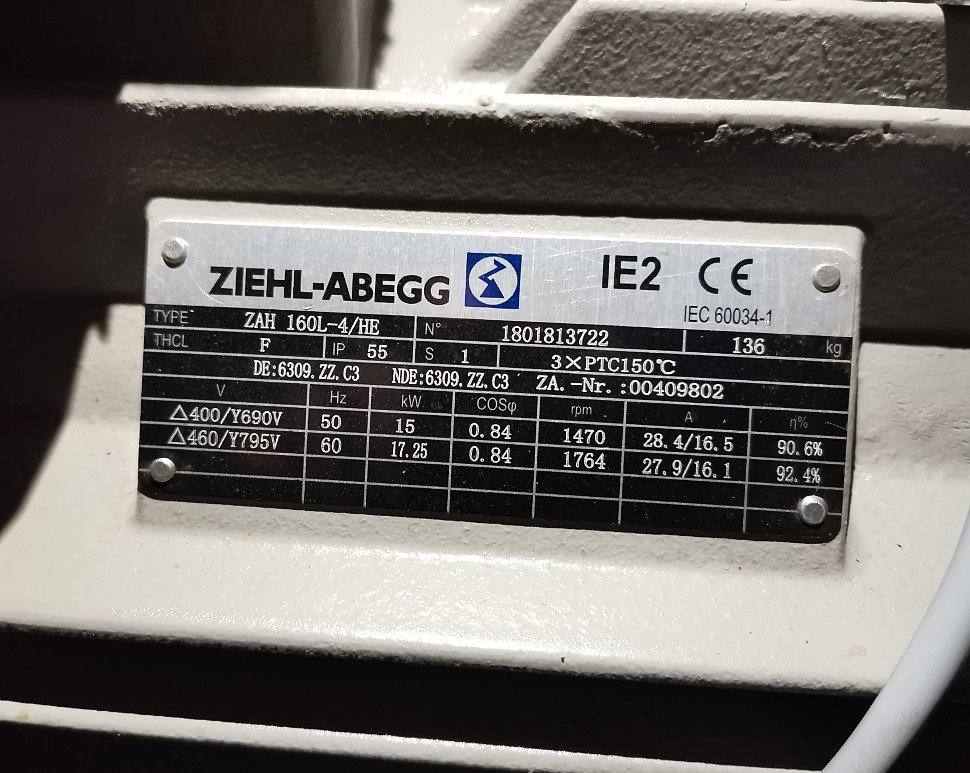 ZIEHL-ABEGG IE2 CE
IEC 60034-1
TYPE ZAH 160L-4/HE N° 1801813722 136 kg
THCL F IP 55 S 1 3×PTC150℃
DE:6309.ZZ.C3 NDE:6309.ZZ.C3 ZA.-Nr.:00409802
V Hz kW COSφ rpm A η%
△400/Y690V 50 15 0.84 1470 28.4/16.5 90.6%
△460/Y795V 60 17.25 0.84 1764 27.9/16.1 92.4%